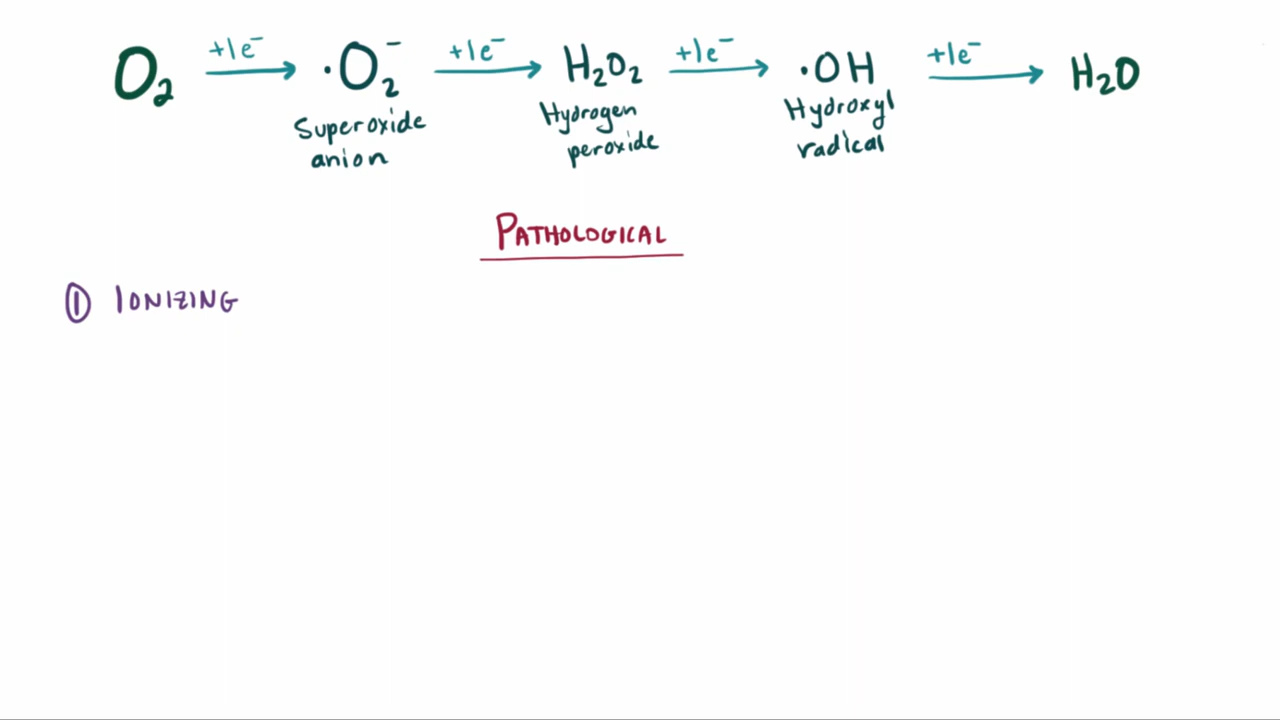 O₂ +1e⁻ → ·O₂⁻ +1e⁻ → H₂O₂ +1e⁻ → ·OH +1e⁻ → H₂O
Superoxide anion
Hydrogen peroxide
Hydroxyl radical
PATHOLOGICAL
① IONIZING